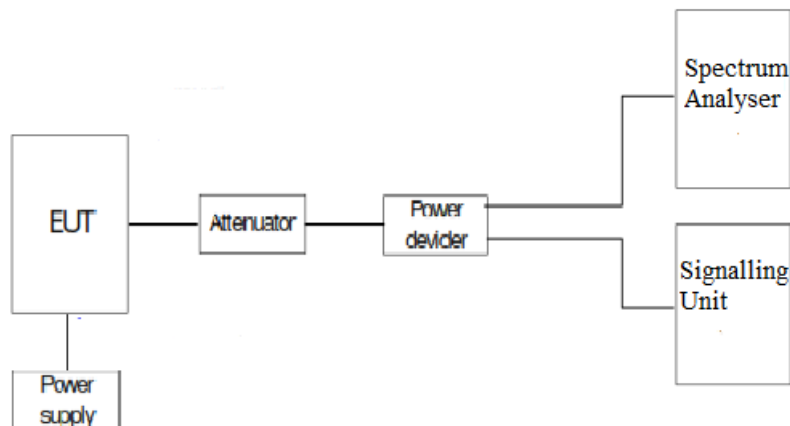 Spectrum
Analyser
EUT
Attenuator
Power
devider
Signalling
Unit
Power
supply